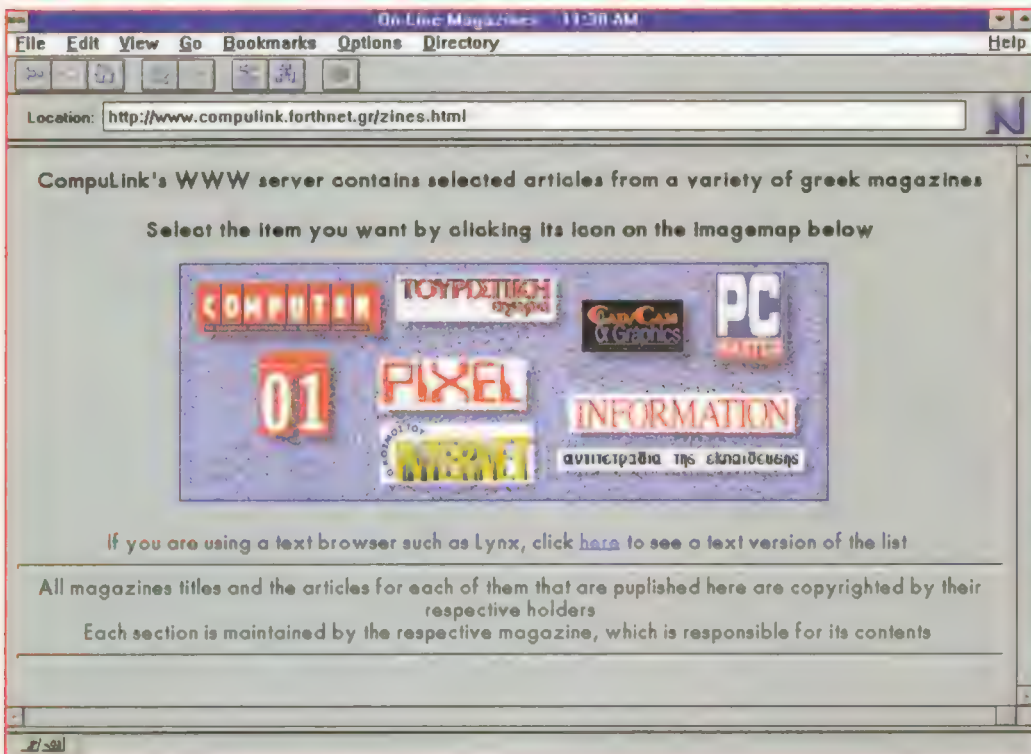 On-Line Magazines 11:30 AM
File Edit View Go Bookmarks Options Directory Help
Location: http://www.compulink.forthnet.gr/zines.html
N
CompuLink's WWW server contains selected articles from a variety of greek magazines
Select the item you want by clicking its icon on the imagemap below
COMPUTER
ΤΟΥΡΙΣΤΙΚΗ
αγορά
CAD/CAM
& Graphics
PC
MASTER
01
PIXEL
Ο ΚΟΣΜΟΣ ΤΟΥ
INTERNET
INFORMATION
αντιτετράδια της εκπαίδευσης
If you are using a text browser such as Lynx, click here to see a text version of the list
All magazines titles and the articles for each of them that are puplished here are copyrighted by their
respective holders
Each section is maintained by the respective magazine, which is responsible for its contents